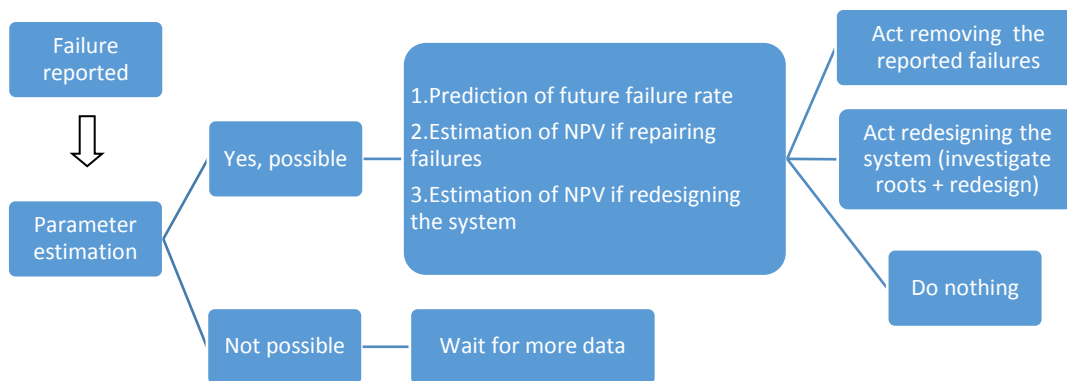 Failure
reported
Parameter
estimation
Yes, possible
Not possible
1.Prediction of future failure rate
2.Estimation of NPV if repairing
failures
3.Estimation of NPV if redesigning
the system
Wait for more data
Act removing the
reported failures
Act redesigning the
system (investigate
roots + redesign)
Do nothing